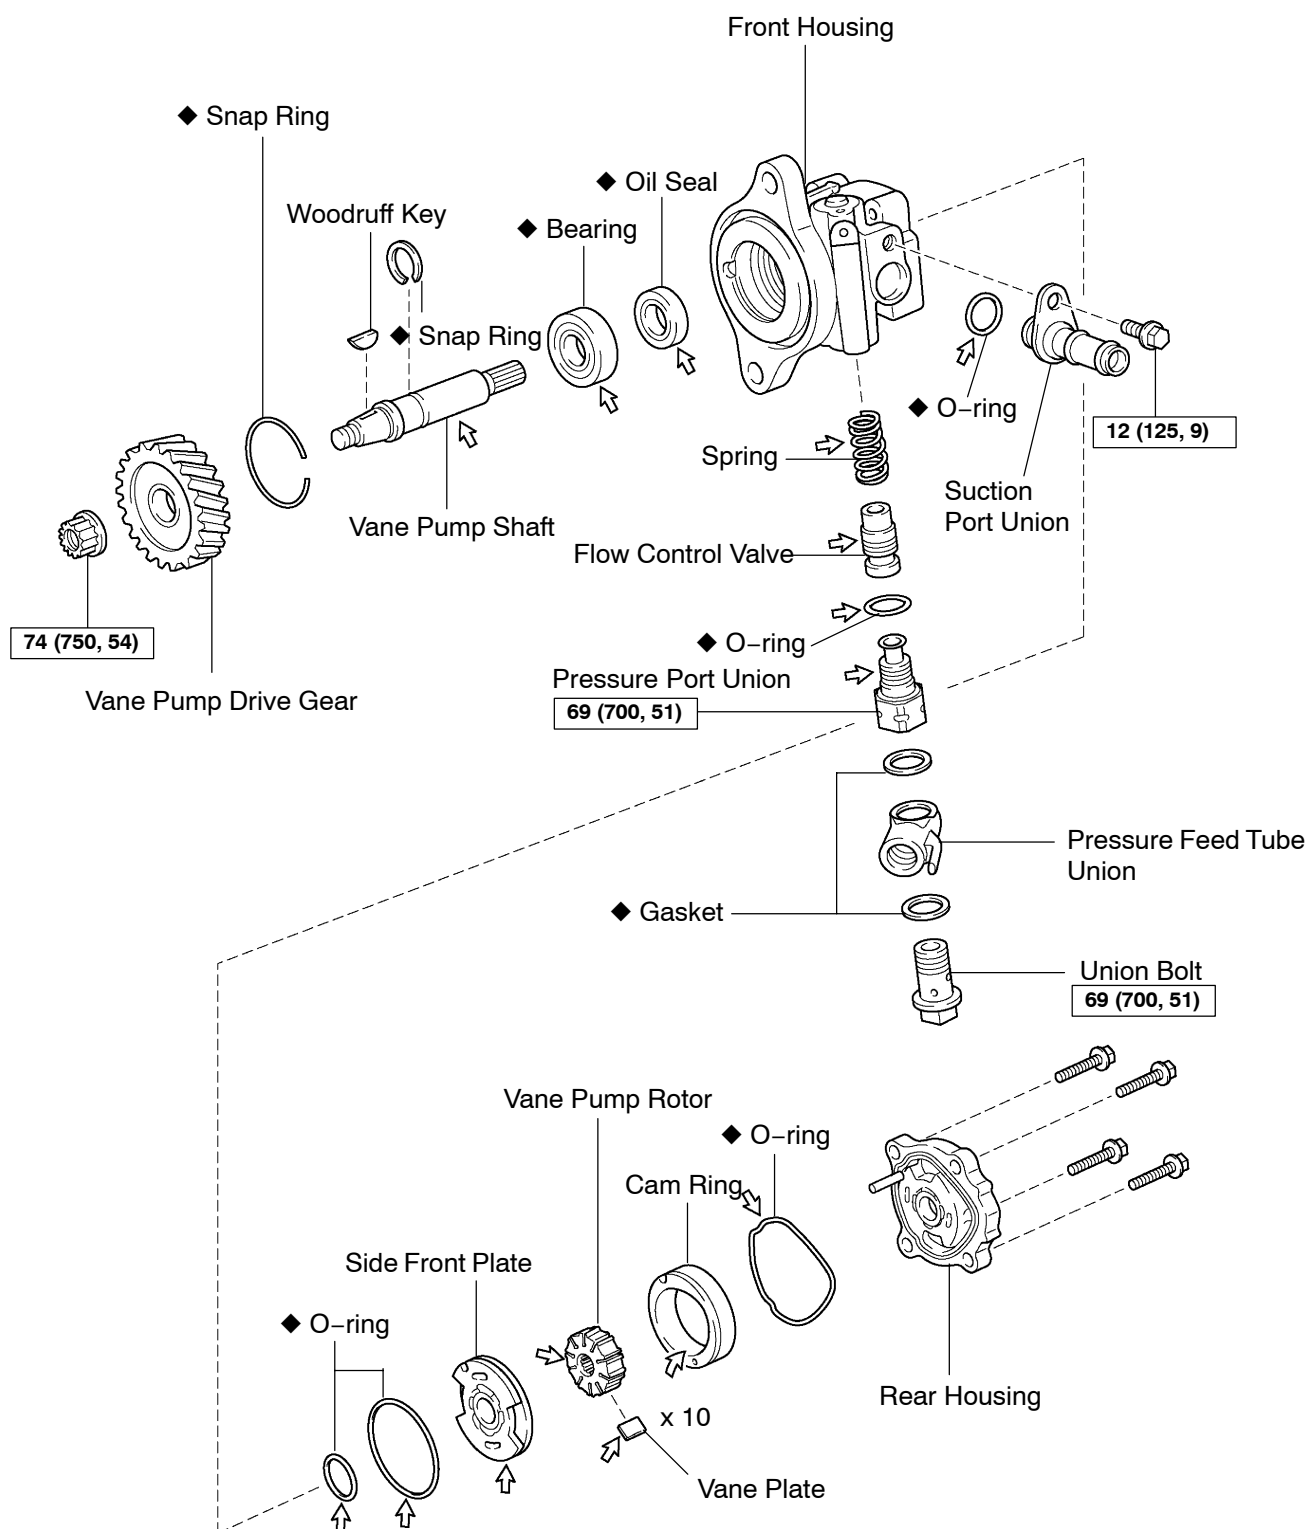 Front Housing
◆ Snap Ring
◆ Oil Seal
Woodruff Key
◆ Bearing
◆ Snap Ring
◆ O-ring
12 (125, 9)
Spring
Suction
Port Union
Vane Pump Shaft
Flow Control Valve
74 (750, 54)
◆ O-ring
Pressure Port Union
69 (700, 51)
Vane Pump Drive Gear
Pressure Feed Tube
Union
◆ Gasket
Union Bolt
69 (700, 51)
Vane Pump Rotor
◆ O-ring
Cam Ring
Side Front Plate
◆ O-ring
Rear Housing
x 10
Vane Plate